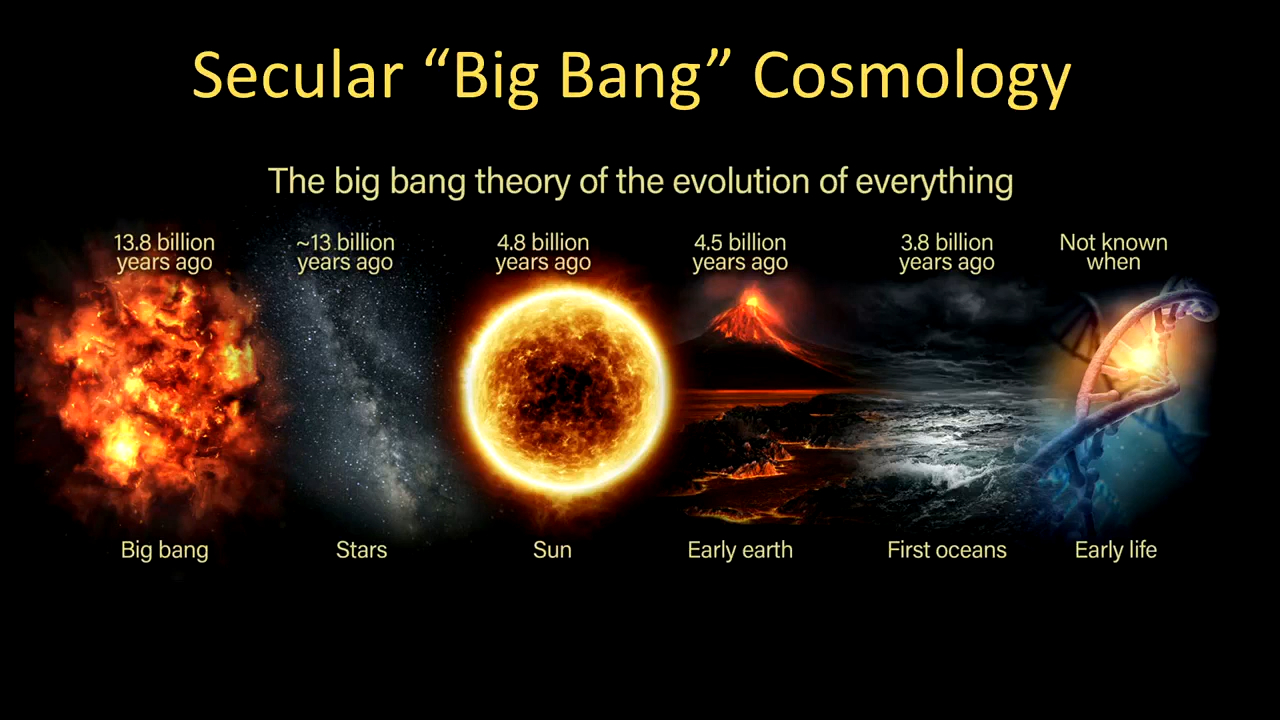 Secular “Big Bang” Cosmology
The big bang theory of the evolution of everything
13.8 billion
years ago
~13 billion
years ago
4.8 billion
years ago
4.5 billion
years ago
3.8 billion
years ago
Not known
when
Big bang
Stars
Sun
Early earth
First oceans
Early life